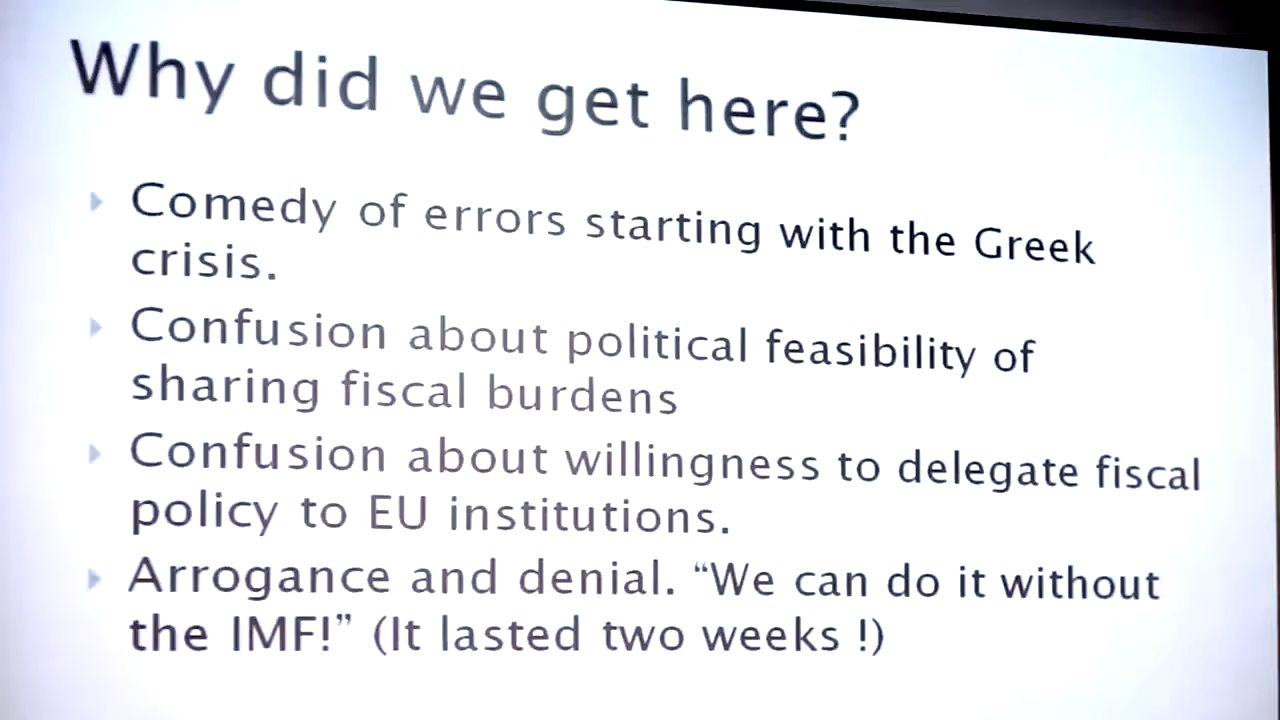 Why did we get here?
Comedy of errors starting with the Greek
crisis.
Confusion about political feasibility of
sharing fiscal burdens
Confusion about willingness to delegate fiscal
policy to EU institutions.
Arrogance and denial. “We can do it without
the IMF!” (It lasted two weeks !)